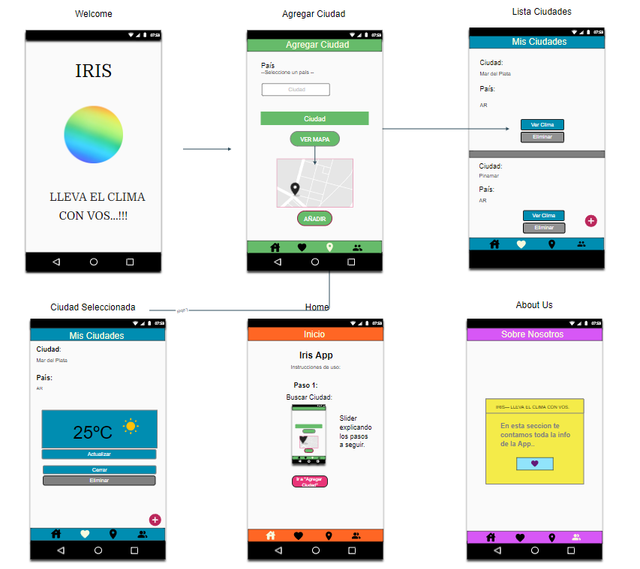 Welcome
07:58
IRIS
LLEVA EL CLIMA
CON VOS...!!!
Agregar Ciudad
07:58
Agregar Ciudad
País
--Seleccione un país --
Ciudad
Ciudad
VER MAPA
AÑADIR
Lista Ciudades
07:58
Mis Ciudades
Ciudad:
Mar del Plata
País:
AR
Ver Clima
Eliminar
Ciudad:
Pinamar
País:
AR
Ver Clima
Eliminar
Ciudad Seleccionada
07:58
Mis Ciudades
Ciudad:
Mar del Plata
País:
AR
25ºC
Actualizar
Cerrar
Eliminar
Home
07:58
Inicio
Iris App
Instrucciones de uso:
Paso 1:
Buscar Ciudad:
Slider
explicando
los pasos
a seguir.
Ir a "Agregar
Ciudad"
About Us
07:58
Sobre Nosotros
IRIS--- LLEVA EL CLIMA CON VOS.
En esta seccion te
contamos toda la info
de la App..